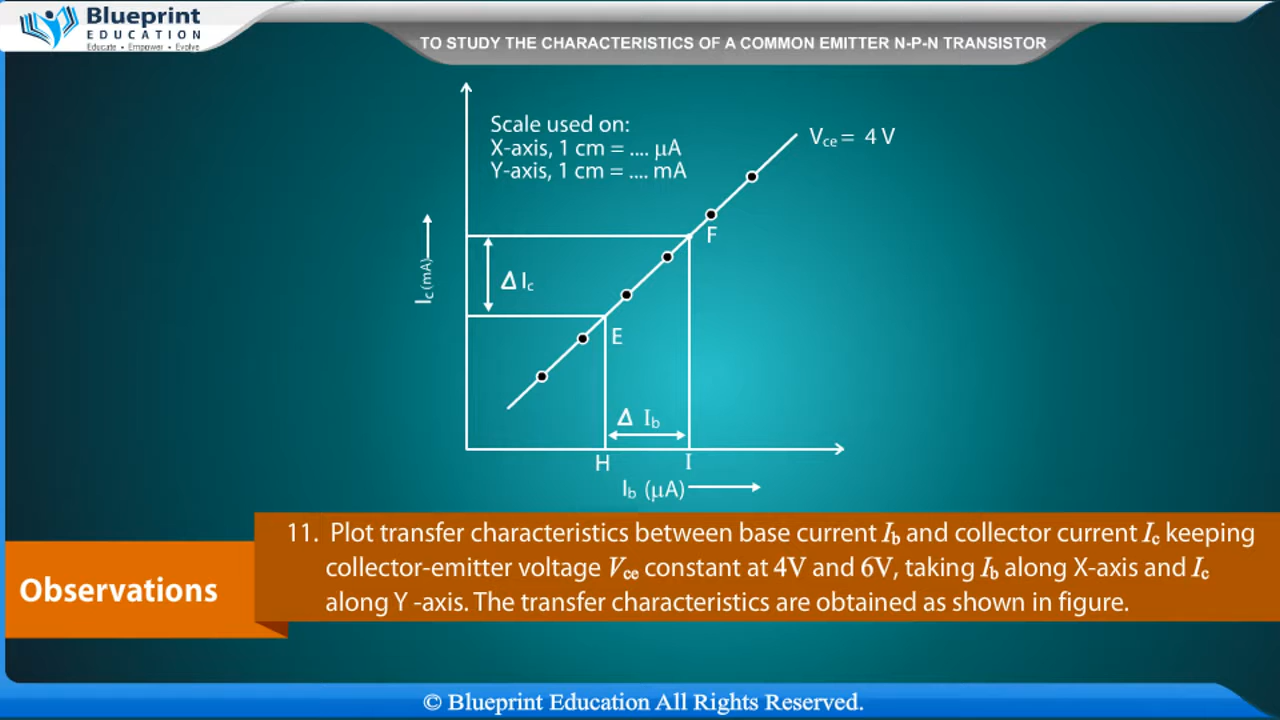 Blueprint
EDUCATION
Educate • Empower • Evolve
TO STUDY THE CHARACTERISTICS OF A COMMON EMITTER N-P-N TRANSISTOR
Scale used on:
X-axis, 1 cm = .... µA
Y-axis, 1 cm = .... mA
Vce = 4 V
Ic (mA)
F
Δ Ic
E
Δ Ib
H I
Ib (µA)
Observations
11. Plot transfer characteristics between base current Ib and collector current Ic keeping
collector-emitter voltage Vce constant at 4V and 6V, taking Ib along X-axis and Ic
along Y -axis. The transfer characteristics are obtained as shown in figure.
© Blueprint Education All Rights Reserved.